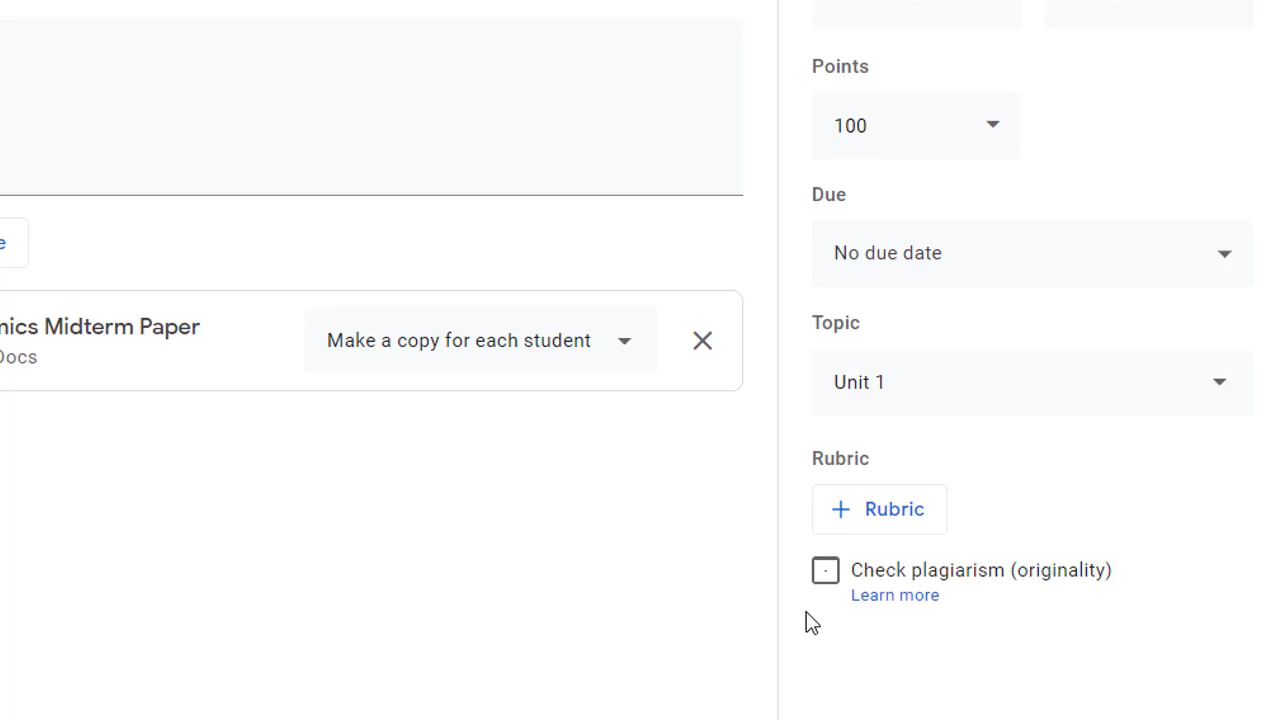 Points
100
Due
No due date
Make a copy for each student
Midterm Paper
Docs
Topic
Unit 1
Rubric
+ Rubric
Check plagiarism (originality)
Learn more